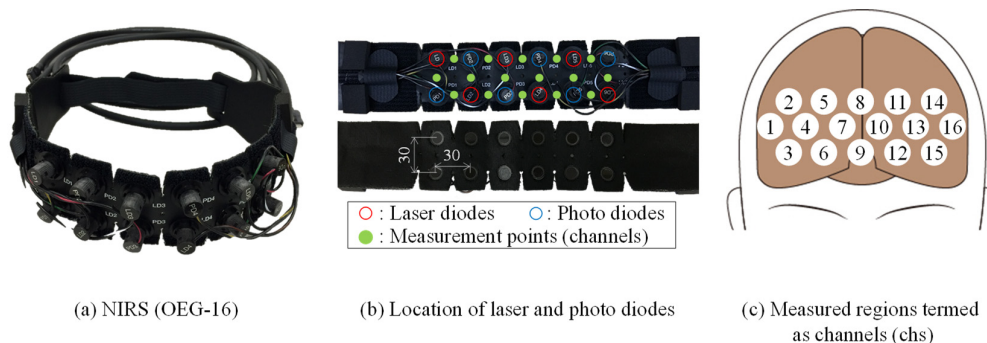 30
30
: Laser diodes
: Photo diodes
: Measurement points (channels)
2 5 8 11 14
1 4 7 10 13 16
3 6 9 12 15
(a) NIRS (OEG-16)
(b) Location of laser and photo diodes
(c) Measured regions termed
as channels (chs)